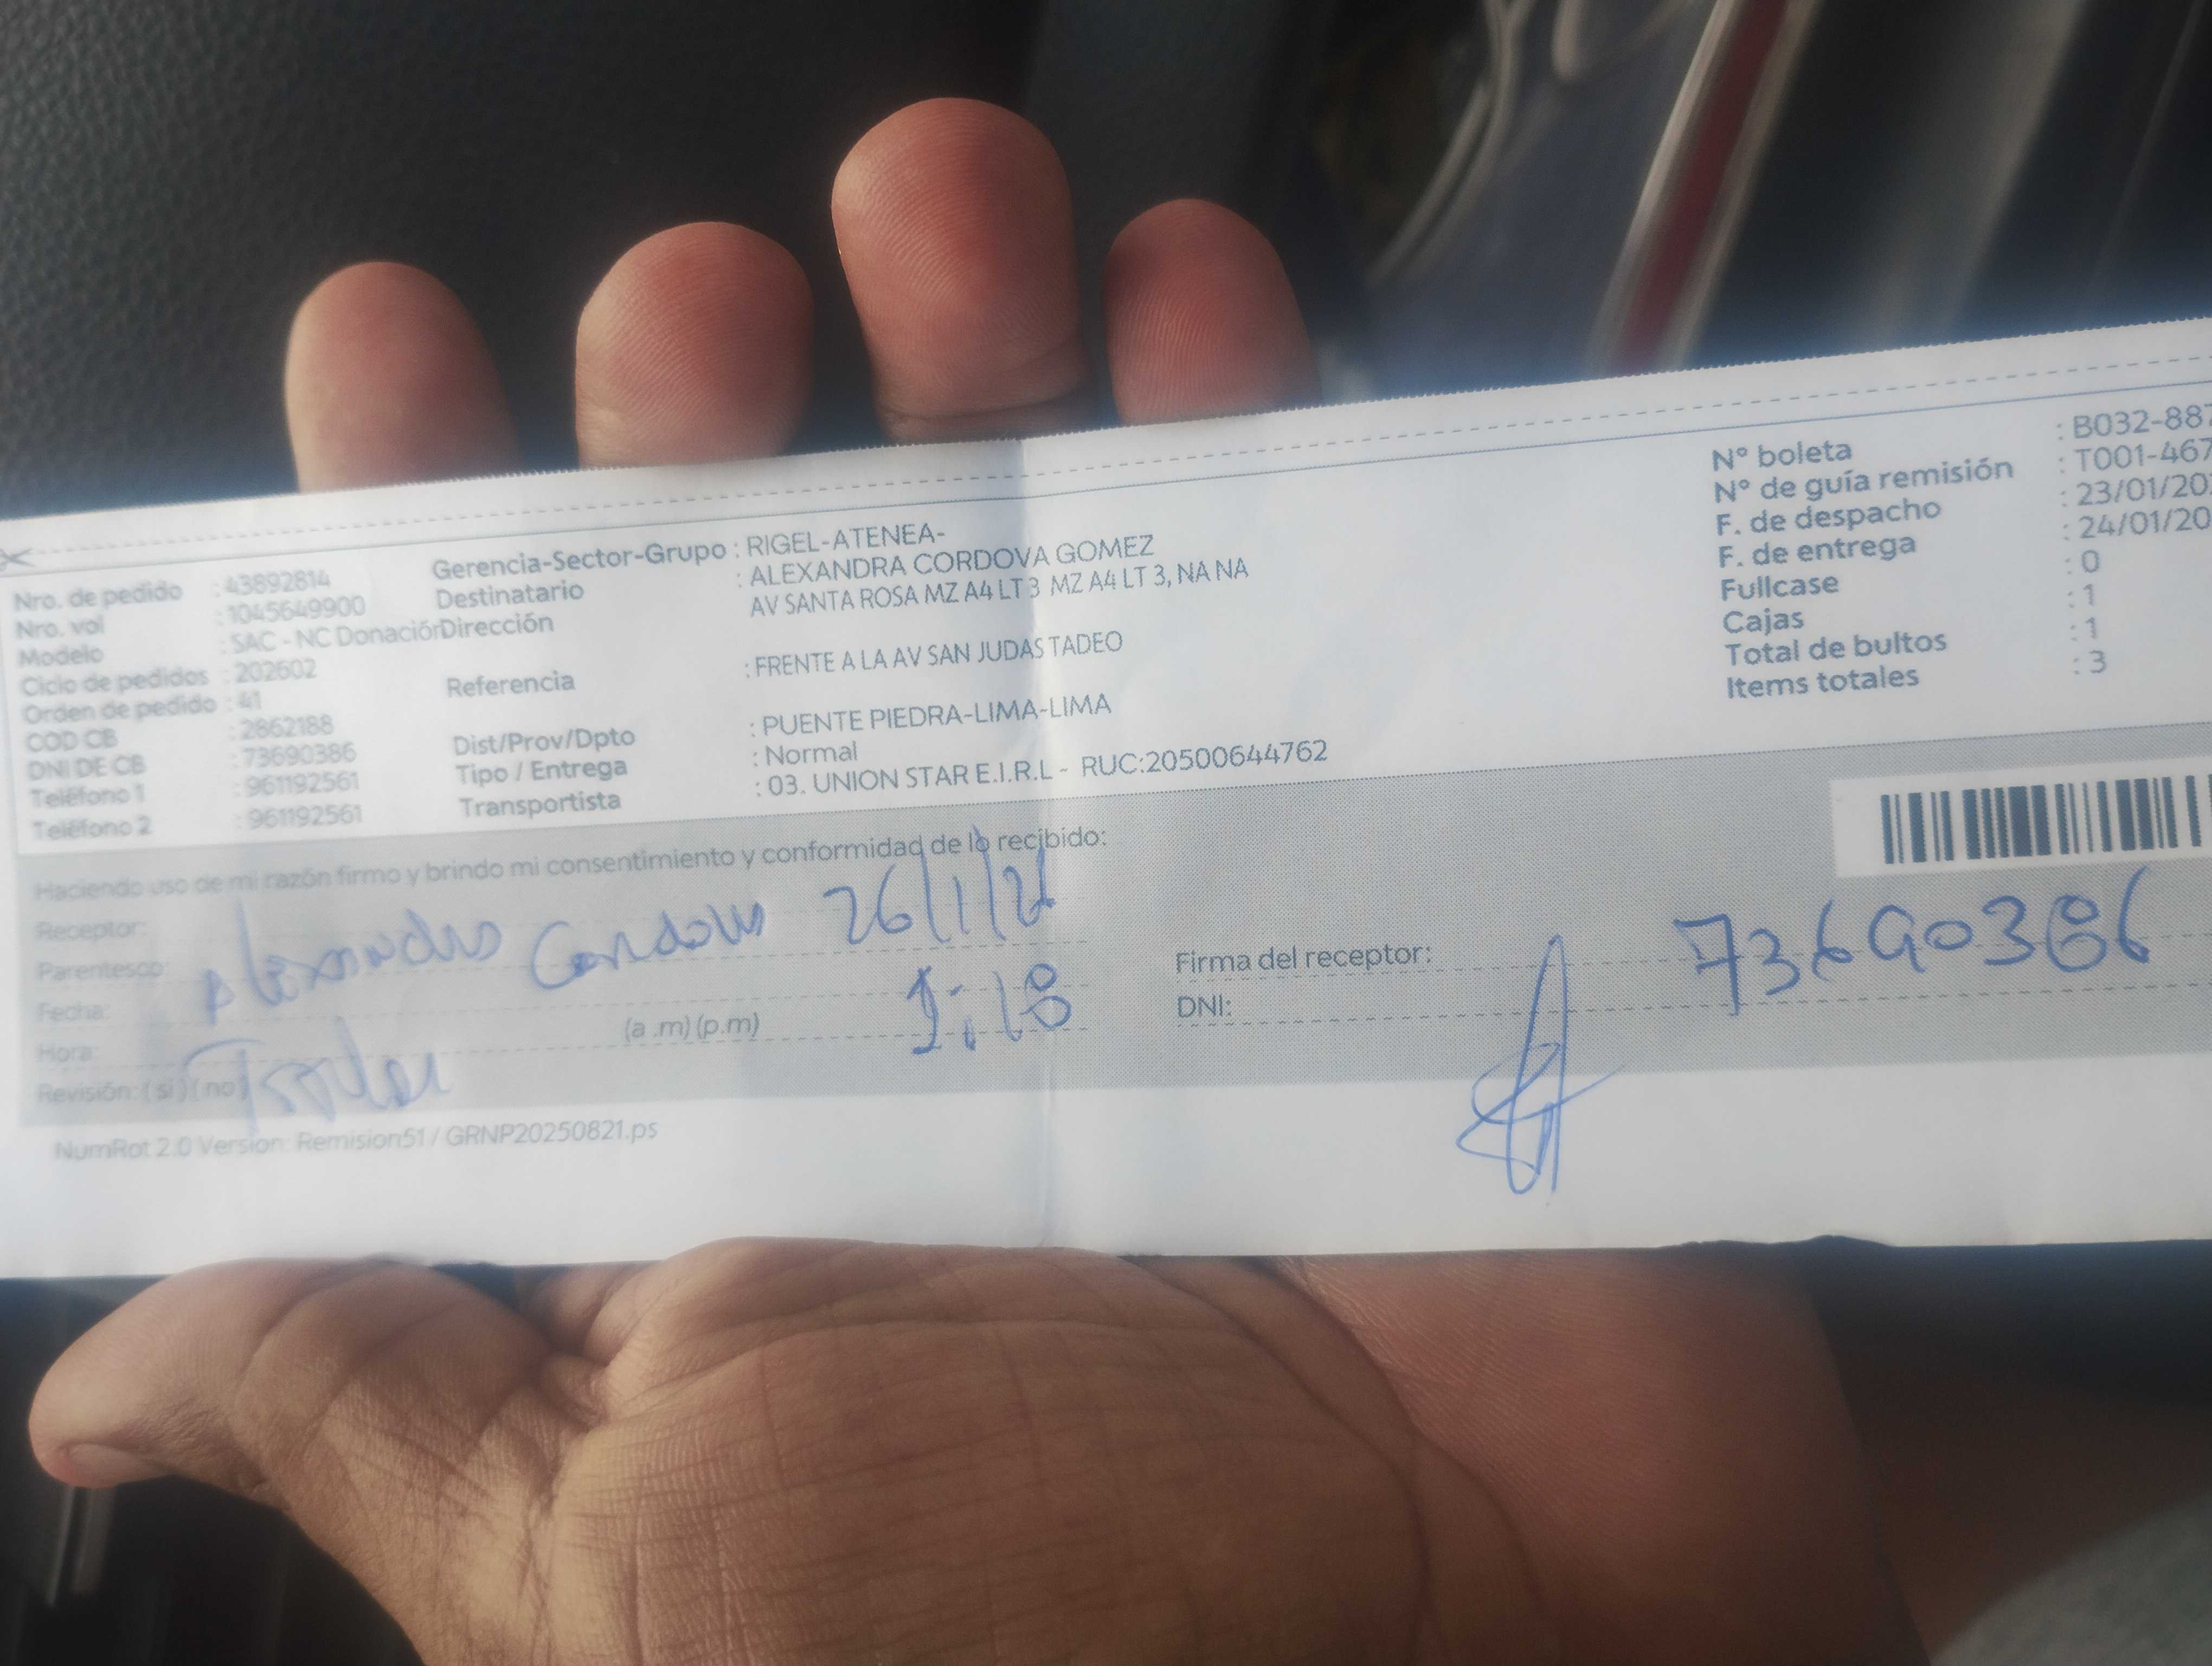 Nro. de pedido : 43892814
Nro. vol : 1045649900
Modelo : SAC - NC Donación
Ciclo de pedidos : 202602
Orden de pedido : 41
COD CB : 2862188
DNI DE CB : 73690386
Teléfono 1 : 961192561
Teléfono 2 : 961192561
Gerencia-Sector-Grupo : RIGEL-ATENEA-
Destinatario : ALEXANDRA CORDOVA GOMEZ
Dirección AV SANTA ROSA MZ A4 LT 3 MZ A4 LT 3, NA NA
Referencia : FRENTE A LA AV SAN JUDAS TADEO
Dist/Prov/Dpto : PUENTE PIEDRA-LIMA-LIMA
Tipo / Entrega : Normal
Transportista : 03. UNION STAR E.I.R.L - RUC:20500644762
N° boleta : B032-887
N° de guía remisión : T001-467
F. de despacho : 23/01/20
F. de entrega : 24/01/20
Fullcase : 0
Cajas : 1
Total de bultos : 1
Items totales : 3
Haciendo uso de mi razón firmo y brindo mi consentimiento y conformidad de lo recibido:
Receptor:
Parentesco:
Fecha:
Hora: (a .m) (p.m)
Revisión: ( si ) ( no )
Cordova 26/1/
Titular 9:18
Firma del receptor: 73690386
DNI:
NumRot 2.0 Version: Remision51 / GRNP20250821.ps